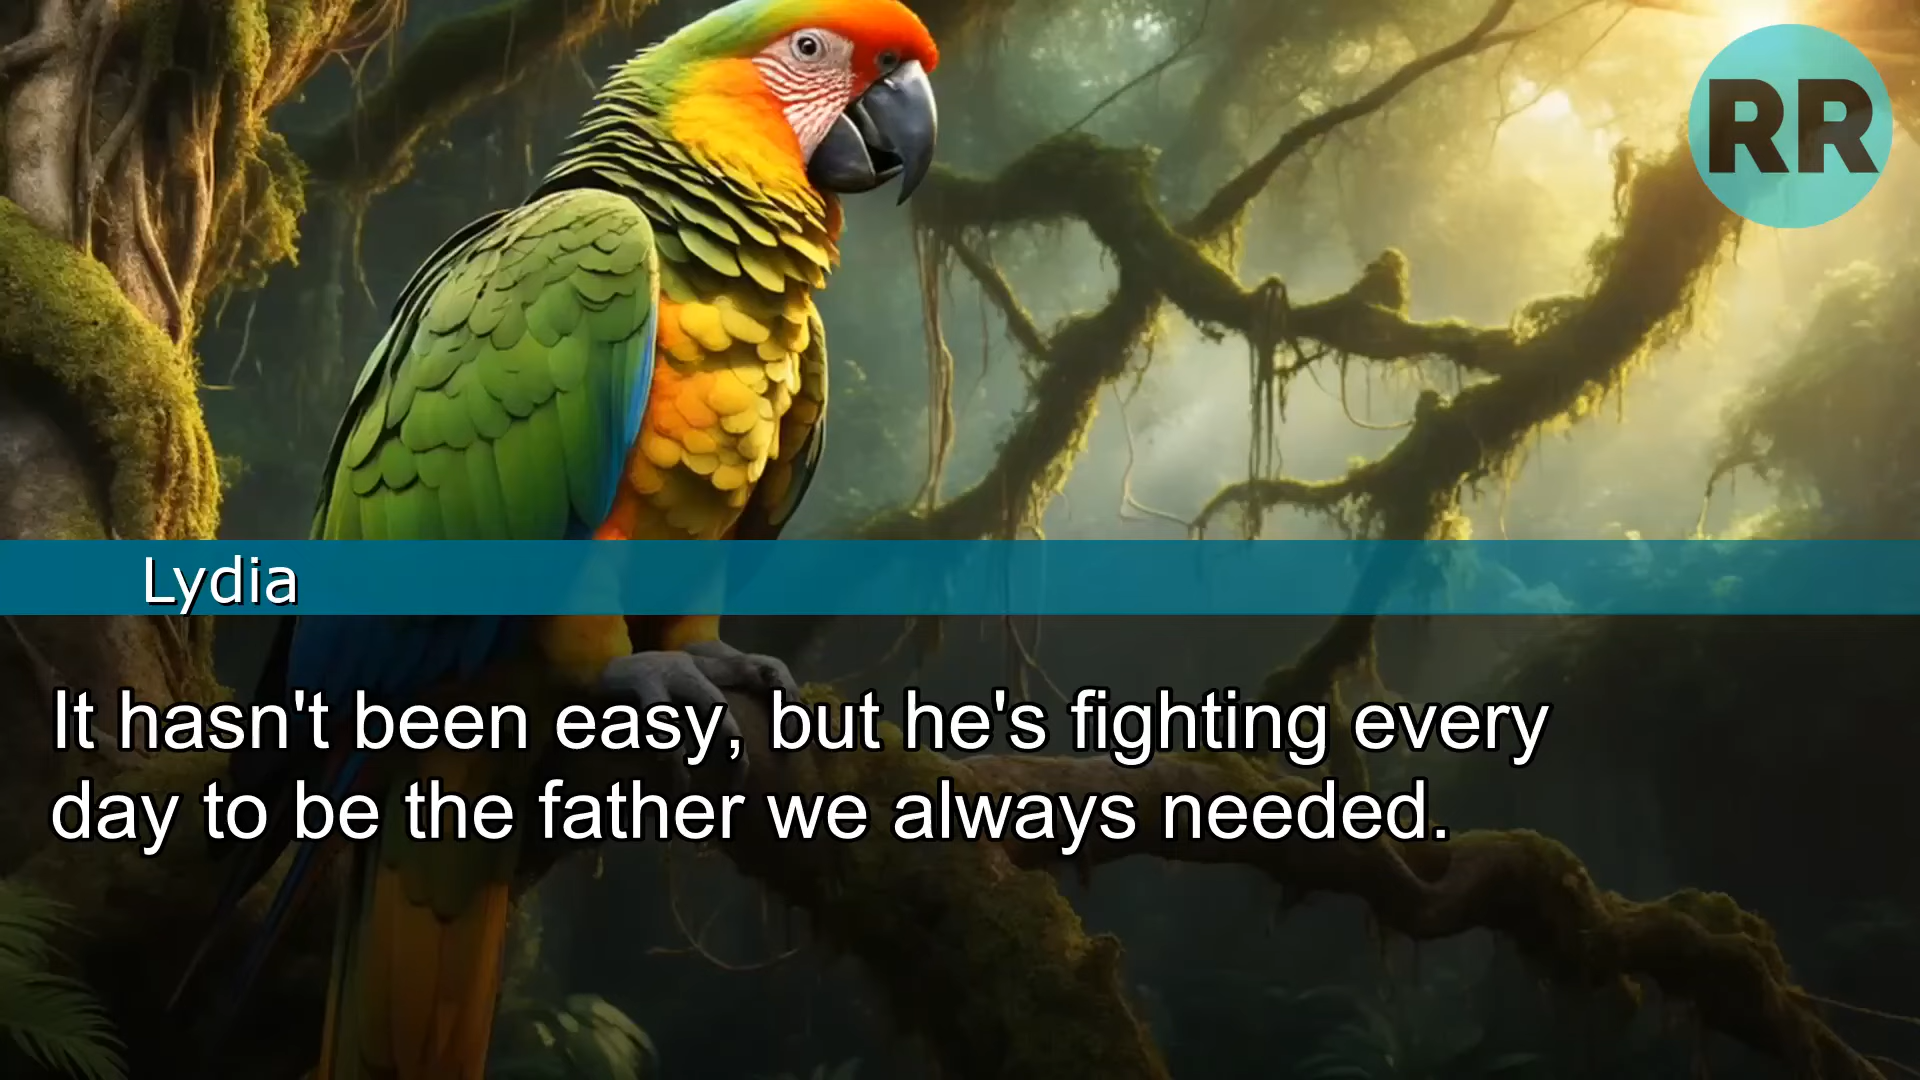 RR
Lydia
It hasn't been easy, but he's fighting every
day to be the father we always needed.